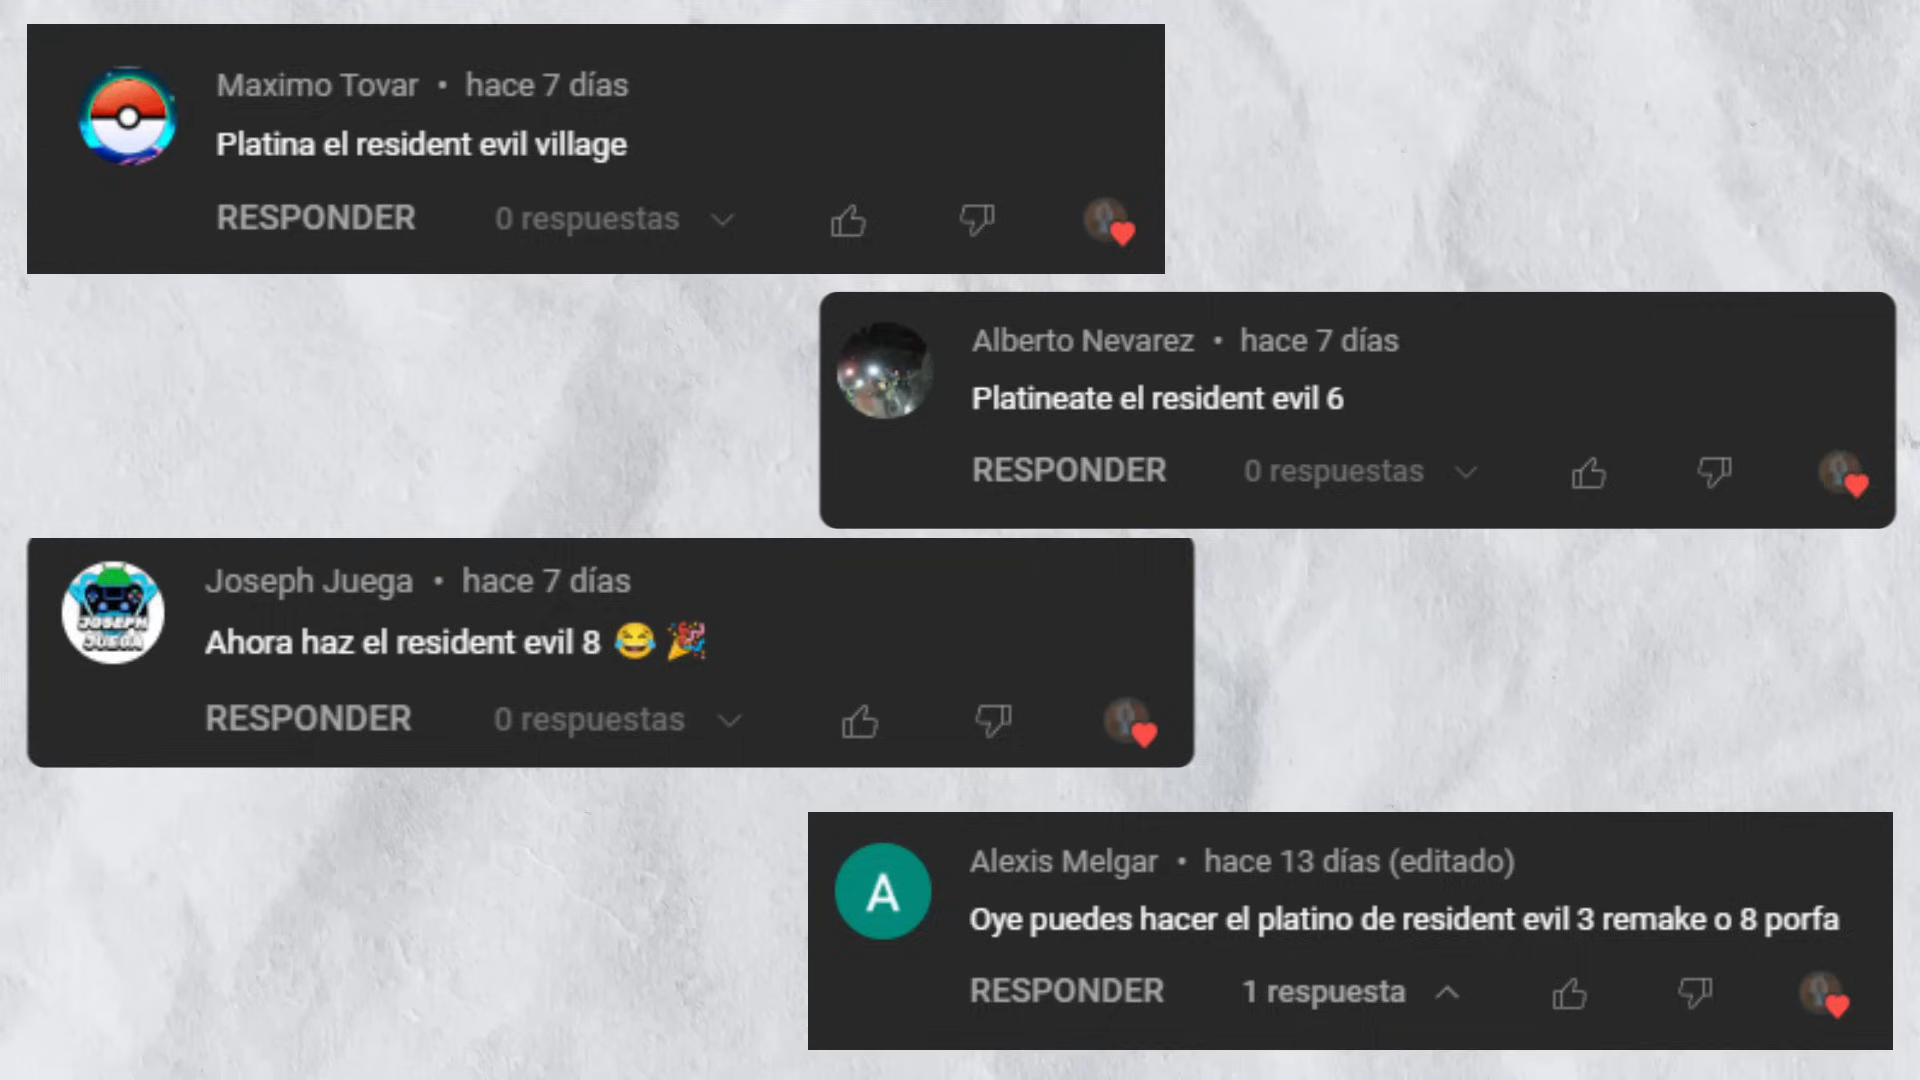 Maximo Tovar • hace 7 días
Platina el resident evil village
RESPONDER 0 respuestas
Alberto Nevarez • hace 7 días
Platineate el resident evil 6
RESPONDER 0 respuestas
JOSEPH
JUEGA
Joseph Juega • hace 7 días
Ahora haz el resident evil 8 😂 🎉
RESPONDER 0 respuestas
A
Alexis Melgar • hace 13 días (editado)
Oye puedes hacer el platino de resident evil 3 remake o 8 porfa
RESPONDER 1 respuesta